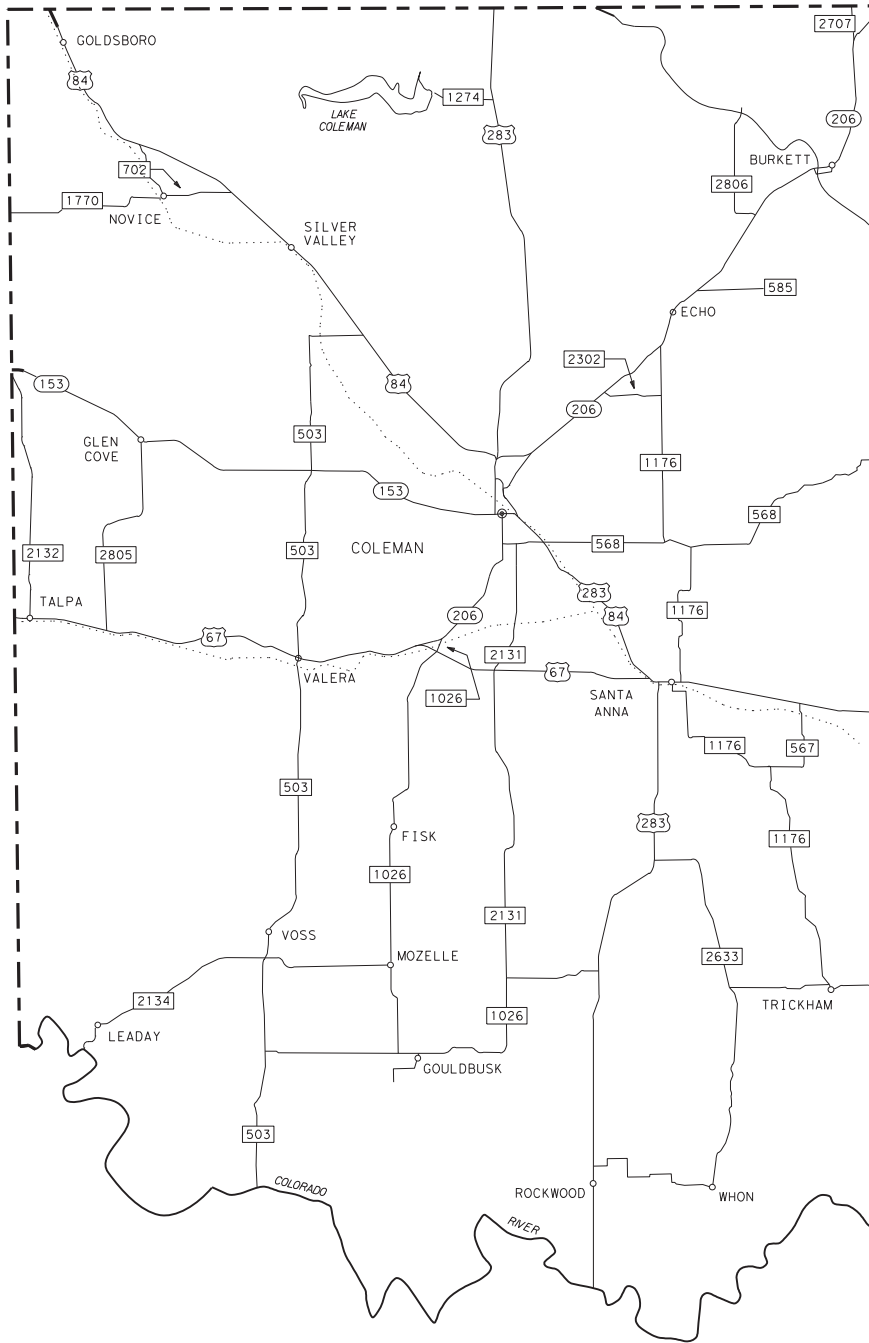 2707
GOLDSBORO
84
1274
LAKE
COLEMAN
206
283
BURKETT
702
2806
1770
NOVICE
SILVER
VALLEY
585
ECHO
2302
153
84
206
GLEN
COVE
503
1176
153
568
2132
2805
503
COLEMAN
568
283
TALPA
206
84
1176
67
2131
VALERA
67
SANTA
ANNA
1026
1176
567
503
283
FISK
1176
1026
2131
VOSS
MOZELLE
2633
2134
TRICKHAM
1026
LEADAY
GOULDBUSK
503
COLORADO
ROCKWOOD
WHON
RIVER